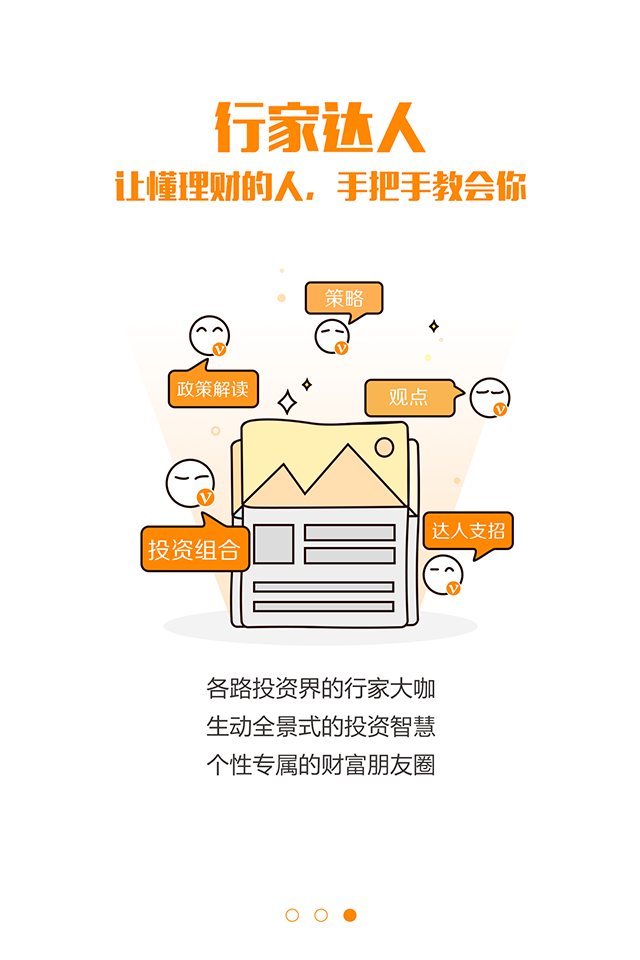 行家达人
让懂理财的人，手把手教会你
策略
v
v
政策解读
观点
v
v
投资组合
达人支招
v
各路投资界的行家大咖
生动全景式的投资智慧
个性专属的财富朋友圈